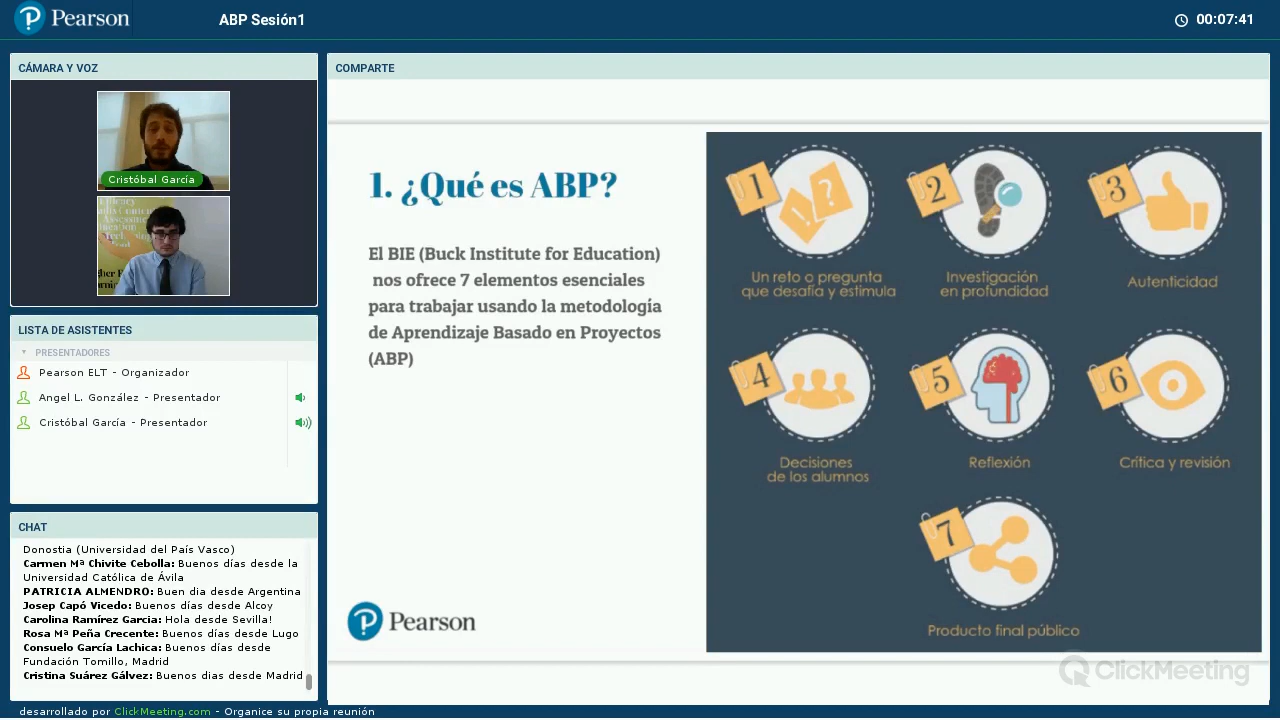 Pearson
ABP Sesión1
00:07:41
CÁMARA Y VOZ
Cristóbal García
LISTA DE ASISTENTES
PRESENTADORES
Pearson ELT - Organizador
Angel L. González - Presentador
Cristóbal García - Presentador
CHAT
Donostia (Universidad del País Vasco)
Carmen Mª Chivite Cebolla: Buenos días desde la
Universidad Católica de Ávila
PATRICIA ALMENDRO: Buen dia desde Argentina
Josep Capó Vicedo: Buenos días desde Alcoy
Carolina Ramírez Garcia: Hola desde Sevilla!
Rosa Mª Peña Crecente: Buenos días desde Lugo
Consuelo García Lachica: Buenos días desde
Fundación Tomillo, Madrid
Cristina Suárez Gálvez: Buenos dias desde Madrid
COMPARTE
1. ¿Qué es ABP?
El BIE (Buck Institute for Education)
nos ofrece 7 elementos esenciales
para trabajar usando la metodología
de Aprendizaje Basado en Proyectos
(ABP)
Pearson
1
Un reto o pregunta
que desafía y estimula
2
Investigación
en profundidad
3
Autenticidad
4
Decisiones
de los alumnos
5
Reflexión
6
Crítica y revisión
7
Producto final público
ClickMeeting
desarrollado por ClickMeeting.com - Organice su propia reunión